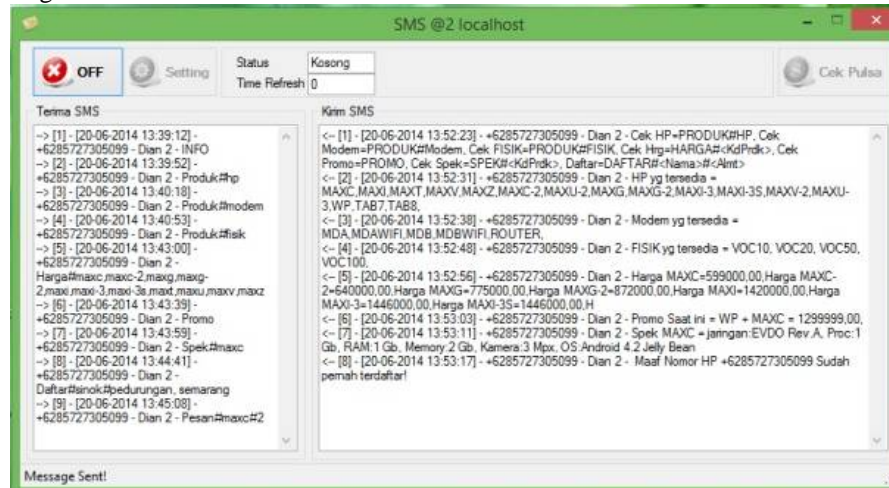 SMS @2 localhost
OFF
Setting
Status
Kosong
Time Refresh
0
Cek Pulsa
Terima SMS
--> [1] - [20-06-2014 13:39:12] -
+6285727305099 - Dian 2 - INFO
--> [2] - [20-06-2014 13:39:52] -
+6285727305099 - Dian 2 - Produk#hp
--> [3] - [20-06-2014 13:40:18] -
+6285727305099 - Dian 2 - Produk#modem
--> [4] - [20-06-2014 13:40:53] -
+6285727305099 - Dian 2 - Produk#fisik
--> [5] - [20-06-2014 13:43:00] -
+6285727305099 - Dian 2 -
Harga#maxc,maxc-2,maxg,maxg-
2,maxi,maxi-3,maxi-3s,maxt,maxu,maxv,maxz
--> [6] - [20-06-2014 13:43:39] -
+6285727305099 - Dian 2 - Promo
--> [7] - [20-06-2014 13:43:59] -
+6285727305099 - Dian 2 - Spek#maxc
--> [8] - [20-06-2014 13:44:41] -
+6285727305099 - Dian 2 -
Daftar#sinok#pedurungan, semarang
--> [9] - [20-06-2014 13:45:08] -
+6285727305099 - Dian 2 - Pesan#maxc#2
Kirim SMS
<-- [1] - [20-06-2014 13:52:23] - +6285727305099 - Dian 2 - Cek HP=PRODUK#HP, Cek
Modem=PRODUK#Modem, Cek FISIK=PRODUK#FISIK, Cek Hrg=HARGA#<KdPrdk>, Cek
Promo=PROMO, Cek Spek=SPEK#<KdPrdk>, Daftar=DAFTAR#<Nama>#<Almt>
<-- [2] - [20-06-2014 13:52:31] - +6285727305099 - Dian 2 - HP yg tersedia =
MAXC,MAXI,MAXT,MAXV,MAXZ,MAXC-2,MAXU-2,MAXG,MAXG-2,MAXI-3,MAXI-3S,MAXV-2,MAXU-
3,WP,TAB7,TAB8,
<-- [3] - [20-06-2014 13:52:38] - +6285727305099 - Dian 2 - Modem yg tersedia =
MDA,MDAWIFI,MDB,MDBWIFI,ROUTER,
<-- [4] - [20-06-2014 13:52:48] - +6285727305099 - Dian 2 - FISIK yg tersedia = VOC10, VOC20, VOC50,
VOC100,
<-- [5] - [20-06-2014 13:52:56] - +6285727305099 - Dian 2 - Harga MAXC=599000,00,Harga MAXC-
2=640000,00,Harga MAXG=775000,00,Harga MAXG-2=872000,00,Harga MAXI=1420000,00,Harga
MAXI-3=1446000,00,Harga MAXI-3S=1446000,00,H
<-- [6] - [20-06-2014 13:53:03] - +6285727305099 - Dian 2 - Promo Saat ini = WP + MAXC = 1299999,00,
<-- [7] - [20-06-2014 13:53:11] - +6285727305099 - Dian 2 - Spek MAXC = jaringan:EVDO Rev.A, Proc:1
Gb, RAM:1 Gb, Memory:2 Gb, Kamera:3 Mpx, OS:Android 4.2 Jelly Bean
<-- [8] - [20-06-2014 13:53:17] - +6285727305099 - Dian 2 - Maaf Nomor HP +6285727305099 Sudah
pernah terdaftar!
Message Sent!